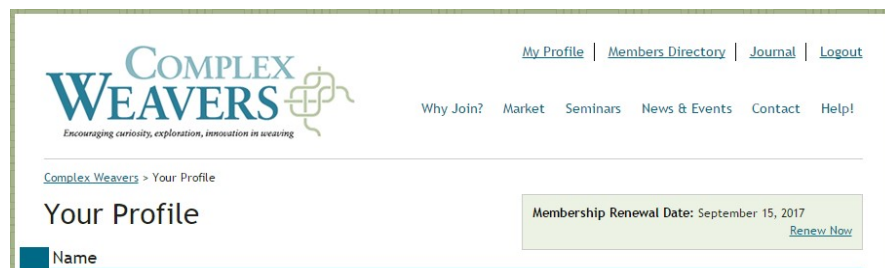 My Profile | Members Directory | Journal | Logout
COMPLEX
WEAVERS
Encouraging curiosity, exploration, innovation in weaving
Why Join? Market Seminars News & Events Contact Help!
Complex Weavers > Your Profile
Your Profile
Membership Renewal Date: September 15, 2017
Renew Now
Name